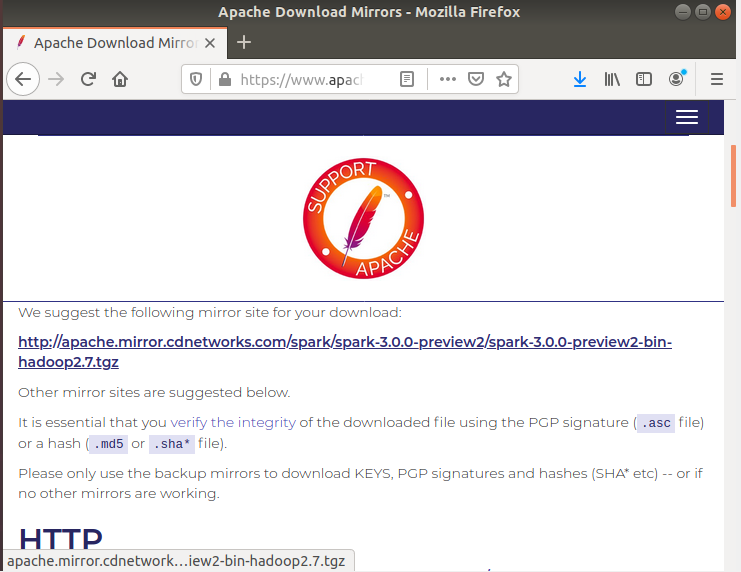 Apache Download Mirrors - Mozilla Firefox
Apache Download Mirror
https://www.apac
SUPPORT
APACHE
™
We suggest the following mirror site for your download:
http://apache.mirror.cdnetworks.com/spark/spark-3.0.0-preview2/spark-3.0.0-preview2-bin-
hadoop2.7.tgz
Other mirror sites are suggested below.
It is essential that you verify the integrity of the downloaded file using the PGP signature (.asc file)
or a hash (.md5 or .sha* file).
Please only use the backup mirrors to download KEYS, PGP signatures and hashes (SHA* etc) -- or if
no other mirrors are working.
HTTP
apache.mirror.cdnetwork…iew2-bin-hadoop2.7.tgz